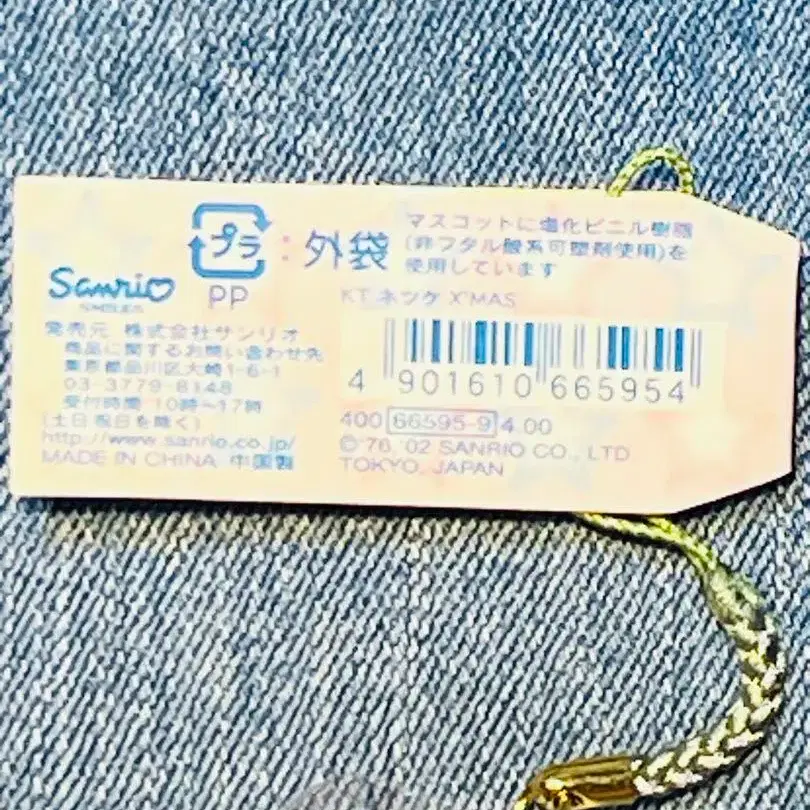 プラ : 外袋
PP
マスコットに塩化ビニル樹脂
(非フタル酸系可塑剤使用)を
使用しています
Sanrio
SMILES
発売元 株式会社サンリオ
商品に関するお問い合わせ先
東京都品川区大崎1-6-1
03-3779-8148
受付時間 10時〜17時
(土日祝日を除く)
http://www.sanrio.co.jp/
MADE IN CHINA 中国製
KT ネツケ X'MAS
4 901610 665954
400 66595-9 4.00
©'76,'02 SANRIO CO., LTD
TOKYO, JAPAN